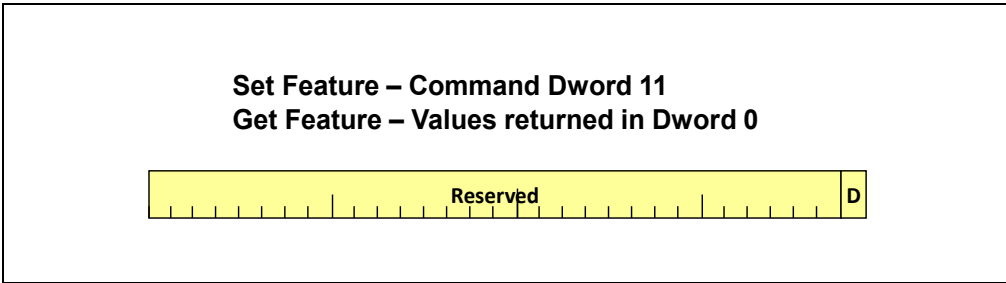 Set Feature – Command Dword 11
Get Feature – Values returned in Dword 0
Reserved D